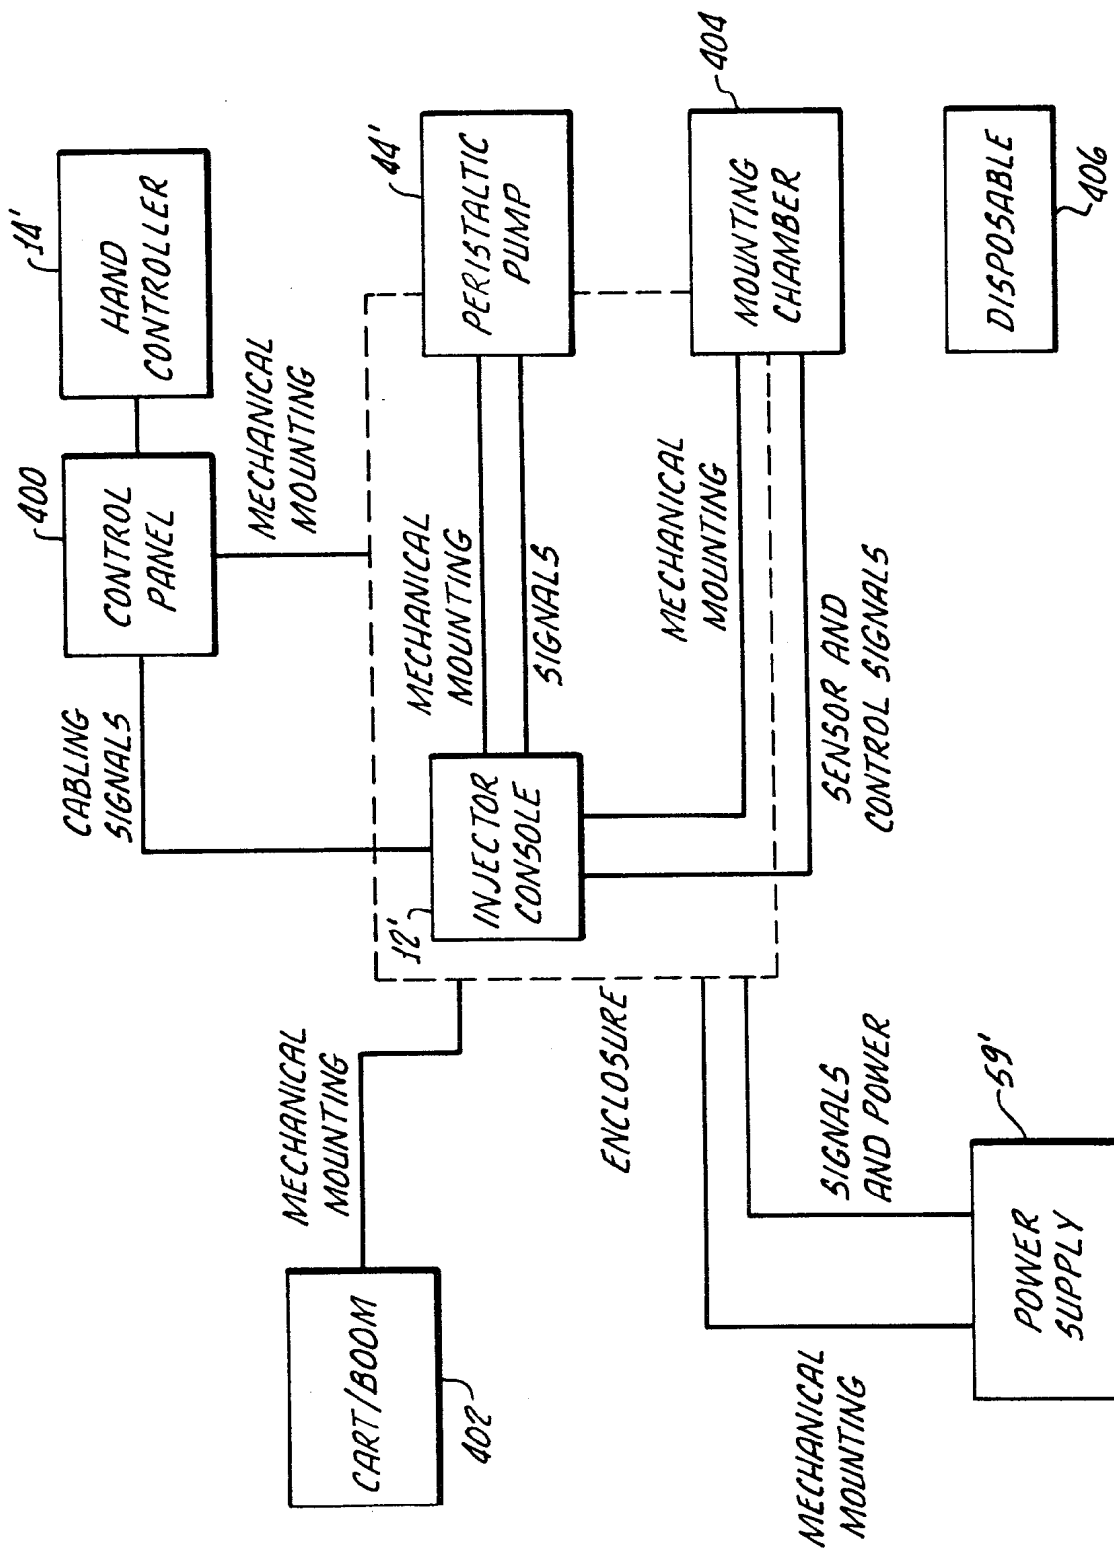 14'
HAND
CONTROLLER
400
CONTROL
PANEL
CABLING
SIGNALS
MECHANICAL
MOUNTING
MECHANICAL
MOUNTING
CART/BOOM
402
12'
INJECTOR
CONSOLE
MECHANICAL
MOUNTING
SIGNALS
44'
PERISTALTIC
PUMP
ENCLOSURE
MECHANICAL
MOUNTING
404
MOUNTING
CHAMBER
SENSOR AND
CONTROL SIGNALS
SIGNALS
AND POWER
MECHANICAL
MOUNTING
59'
POWER
SUPPLY
DISPOSABLE
406